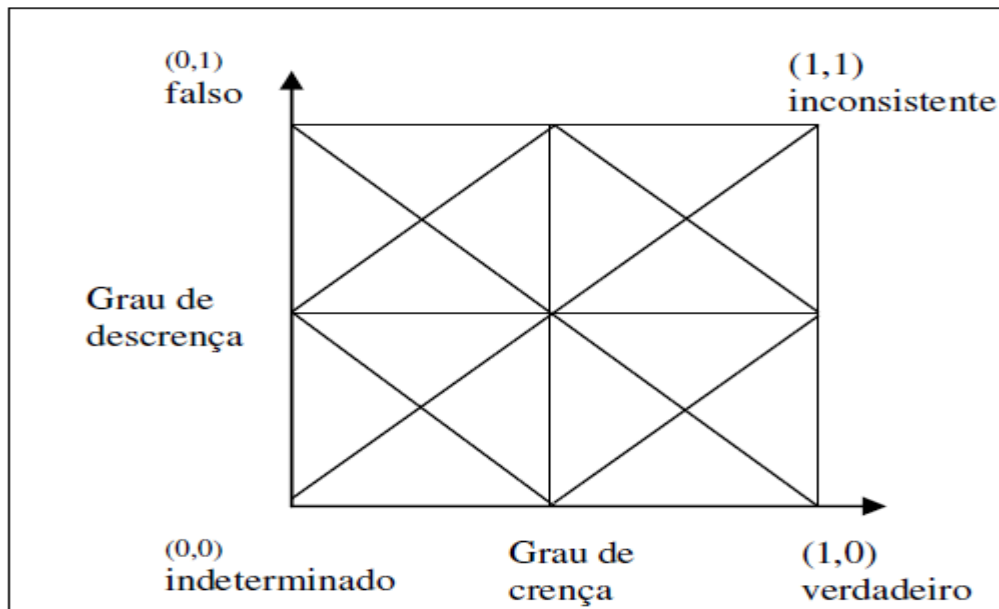 (0,1)
falso
(1,1)
inconsistente
Grau de
descrença
(0,0)
indeterminado
Grau de
crença
(1,0)
verdadeiro